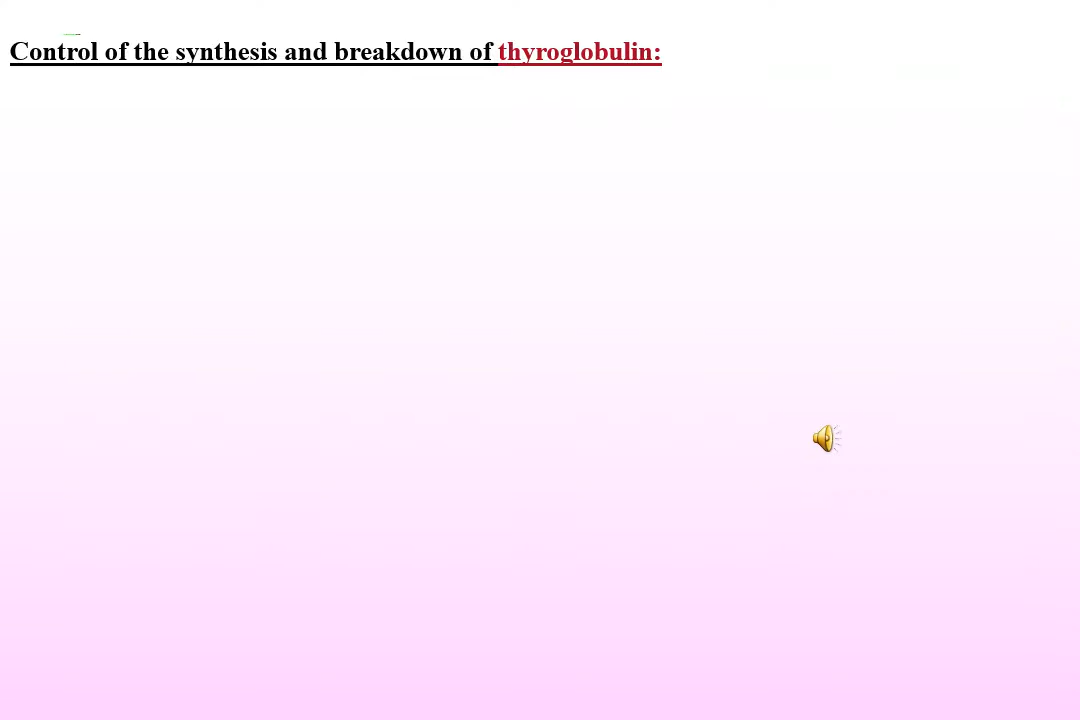 Control of the synthesis and breakdown of thyroglobulin: